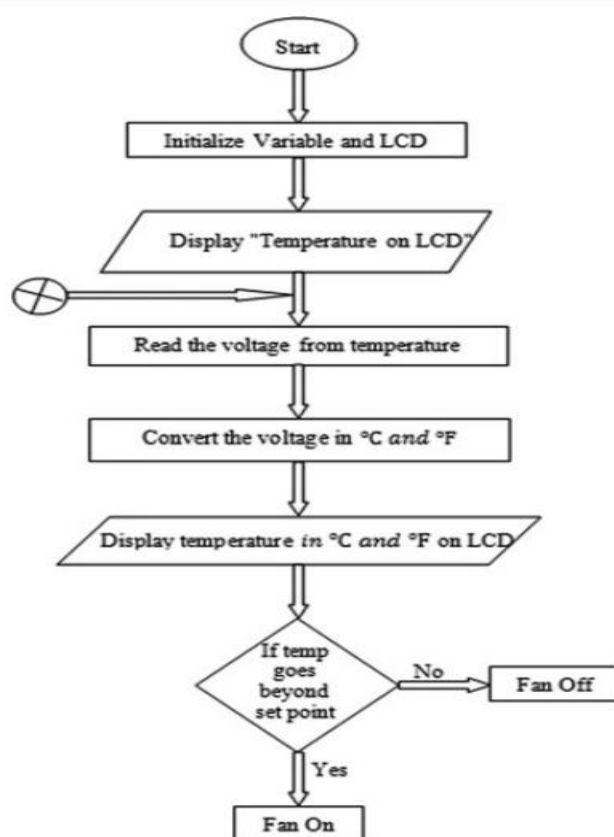 Start
Initialize Variable and LCD
Display "Temperature on LCD"
Read the voltage from temperature
Convert the voltage in °C and °F
Display temperature in °C and °F on LCD
If temp
goes
beyond
set point
No
Fan Off
Yes
Fan On